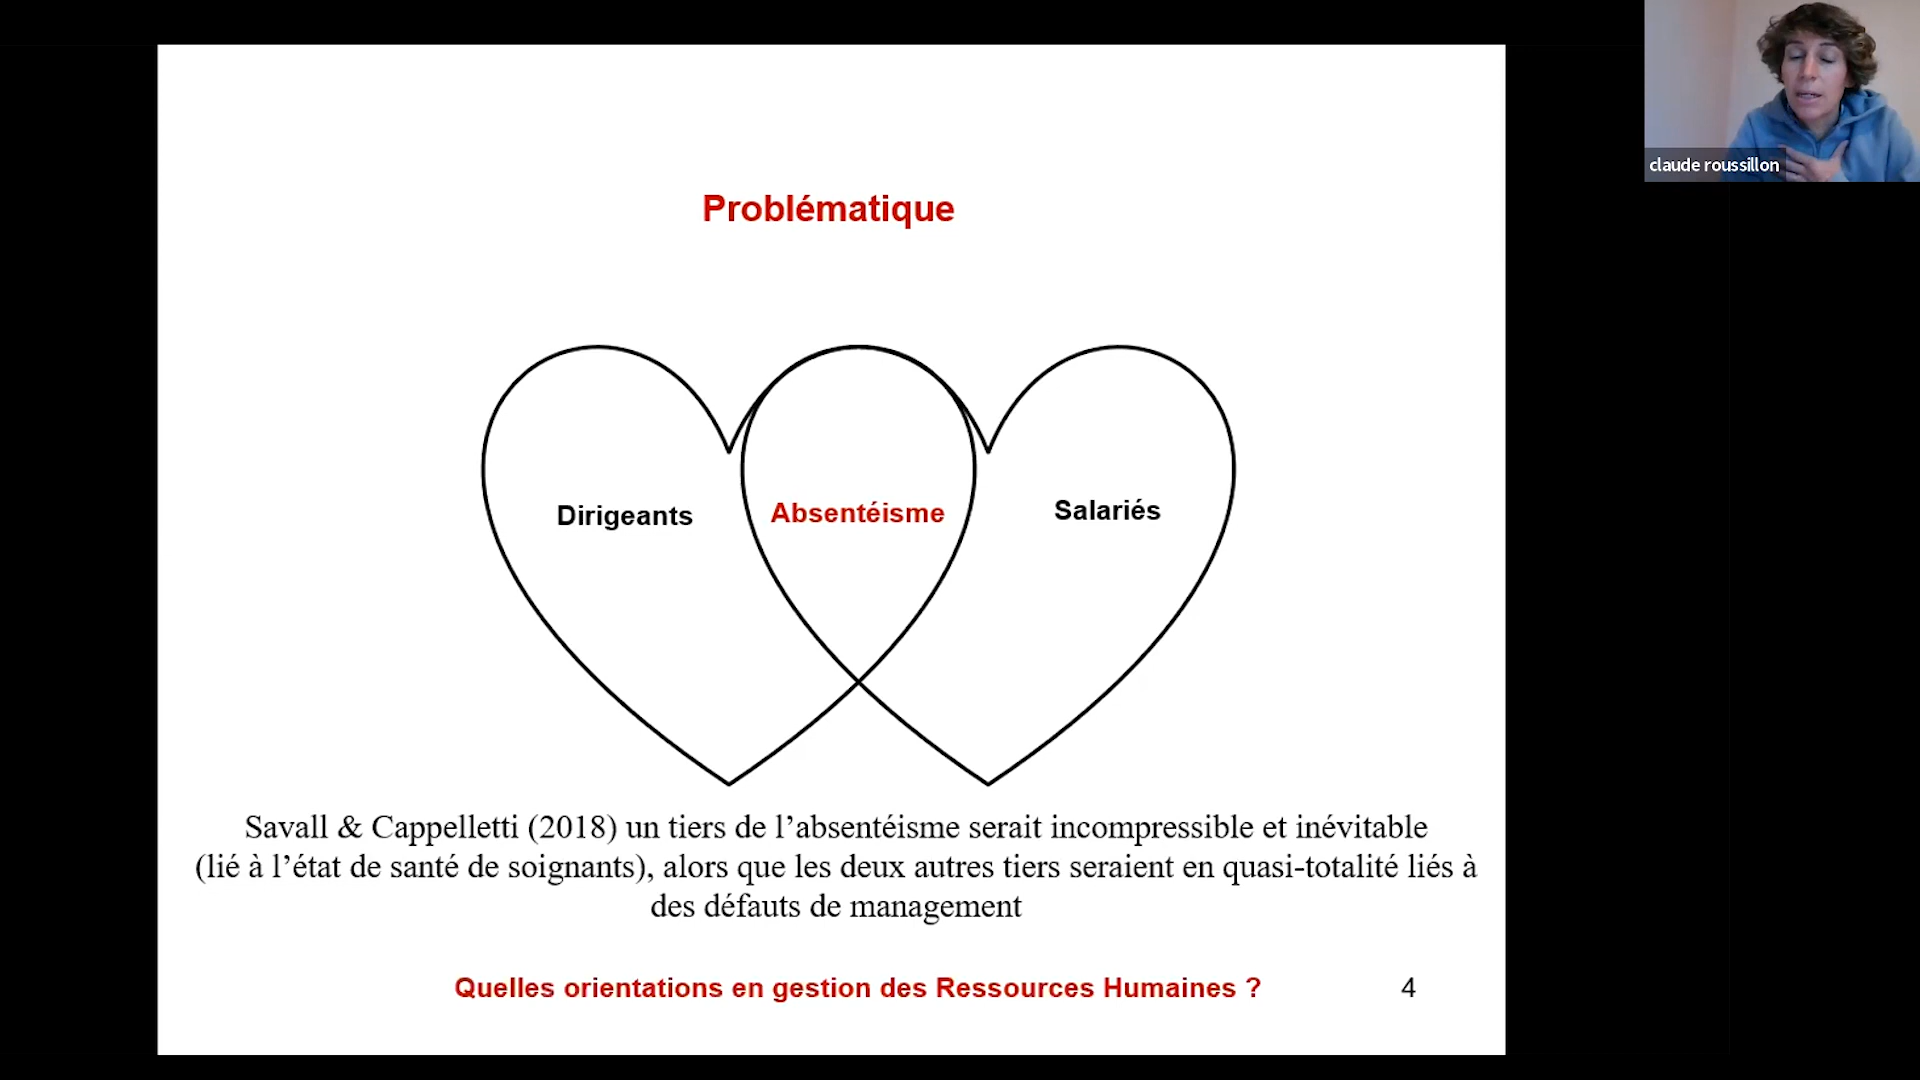 claude roussillon
Problématique
Dirigeants
Absentéisme
Salariés
Savall & Cappelletti (2018) un tiers de l’absentéisme serait incompressible et inévitable
(lié à l’état de santé de soignants), alors que les deux autres tiers seraient en quasi-totalité liés à
des défauts de management
Quelles orientations en gestion des Ressources Humaines ?
4